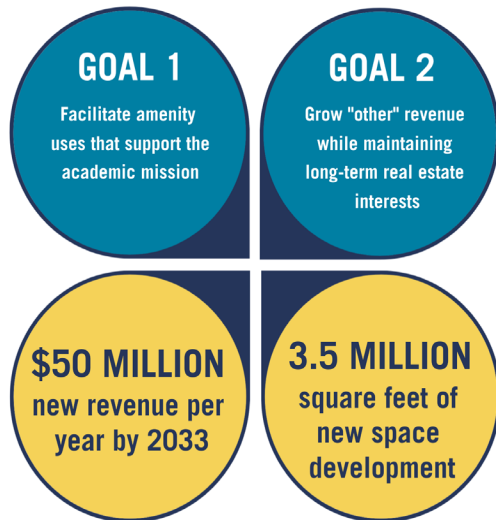 GOAL 1
Facilitate amenity
uses that support the
academic mission
GOAL 2
Grow "other" revenue
while maintaining
long-term real estate
interests
$50 MILLION
new revenue per
year by 2033
3.5 MILLION
square feet of
new space
development